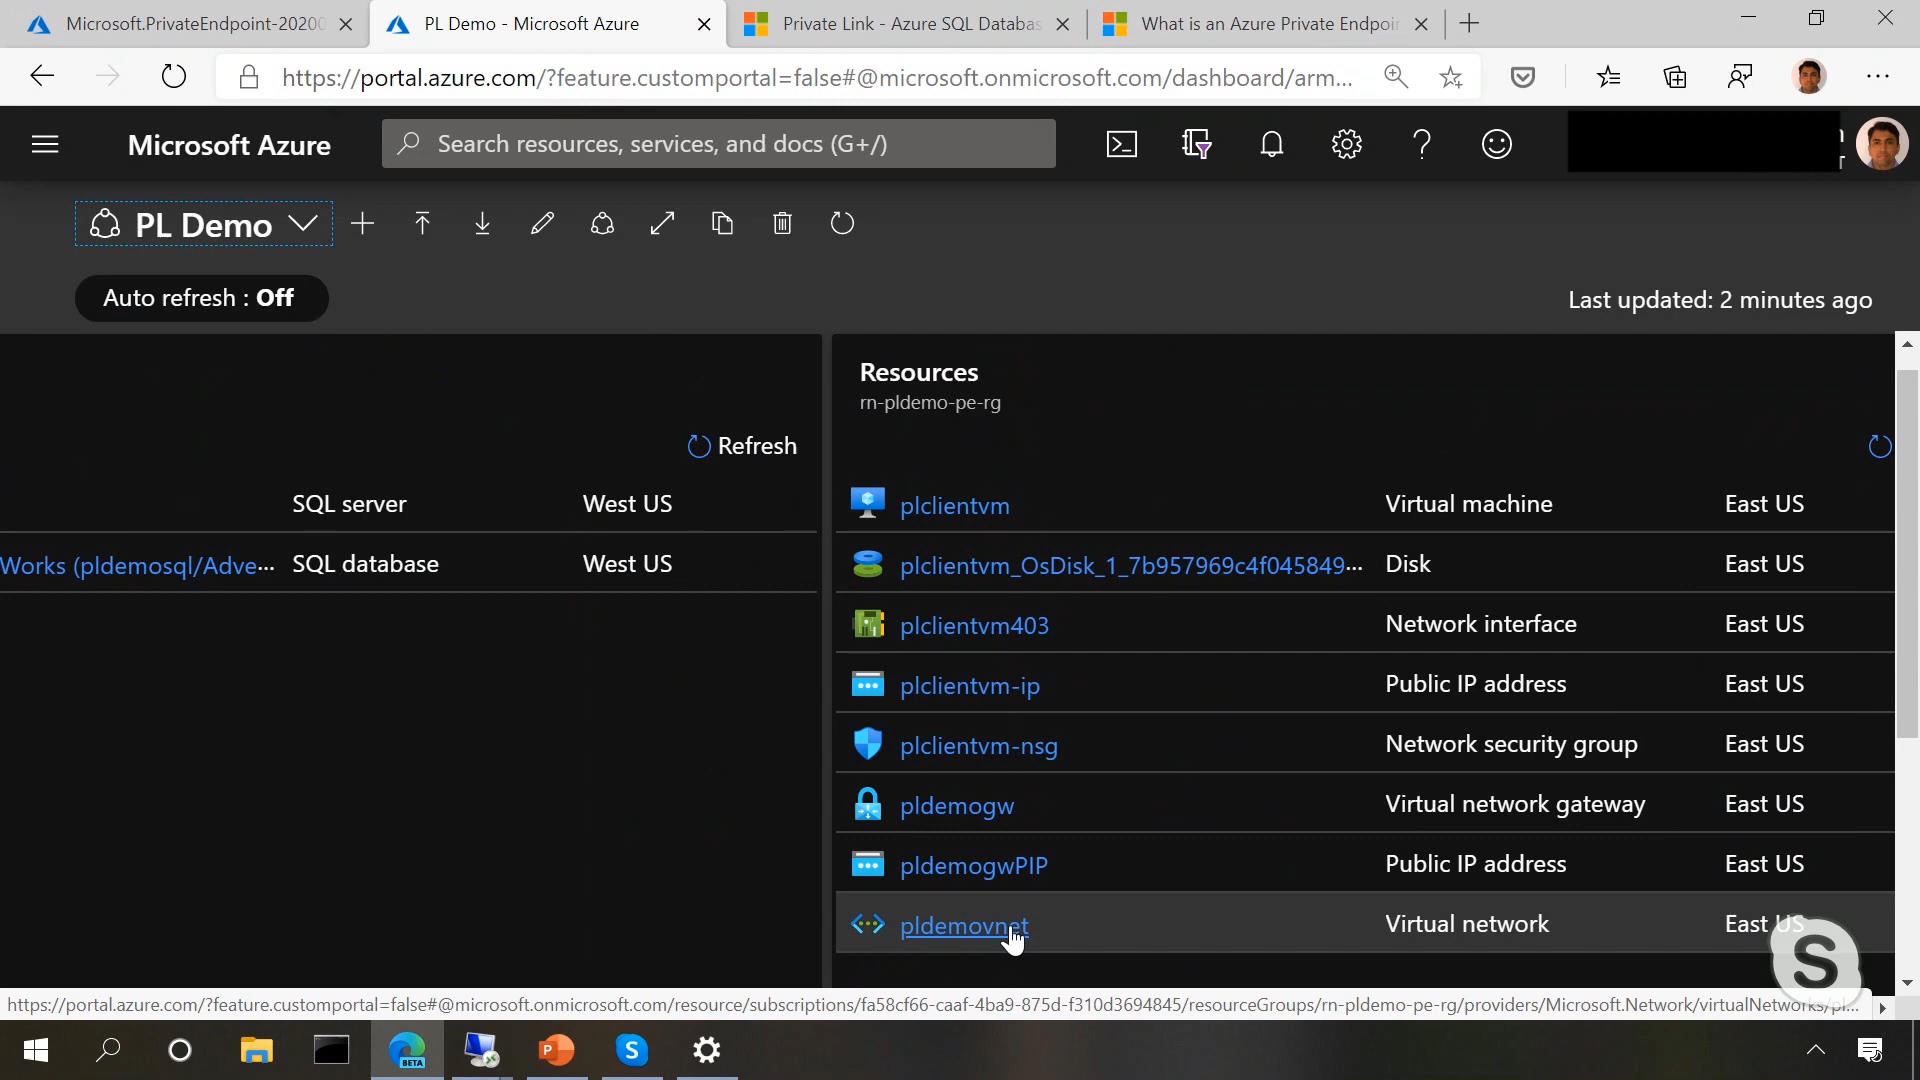 Microsoft.PrivateEndpoint-20200
PL Demo - Microsoft Azure
Private Link - Azure SQL Databas
What is an Azure Private Endpoin
https://portal.azure.com/?feature.customportal=false#@microsoft.onmicrosoft.com/dashboard/arm...
Microsoft Azure
Search resources, services, and docs (G+/)
PL Demo
Auto refresh : Off
Last updated: 2 minutes ago
Refresh
SQL server West US
Works (pldemosql/Adve... SQL database West US
Resources
rn-pldemo-pe-rg
plclientvm Virtual machine East US
plclientvm_OsDisk_1_7b957969c4f045849... Disk East US
plclientvm403 Network interface East US
plclientvm-ip Public IP address East US
plclientvm-nsg Network security group East US
pldemogw Virtual network gateway East US
pldemogwPIP Public IP address East US
pldemovnet Virtual network East US
https://portal.azure.com/?feature.customportal=false#@microsoft.onmicrosoft.com/resource/subscriptions/fa58cf66-caaf-4ba9-875d-f310d3694845/resourceGroups/rn-pldemo-pe-rg/providers/Microsoft.Network/virtualNetworks/pl...
BETA